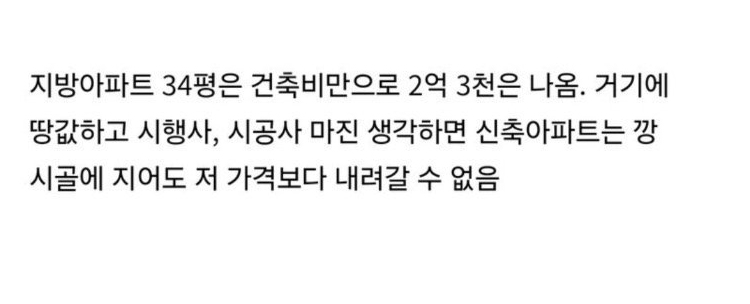 지방아파트 34평은 건축비만으로 2억 3천은 나옴. 거기에
땅값하고 시행사, 시공사 마진 생각하면 신축아파트는 깡
시골에 지어도 저 가격보다 내려갈 수 없음